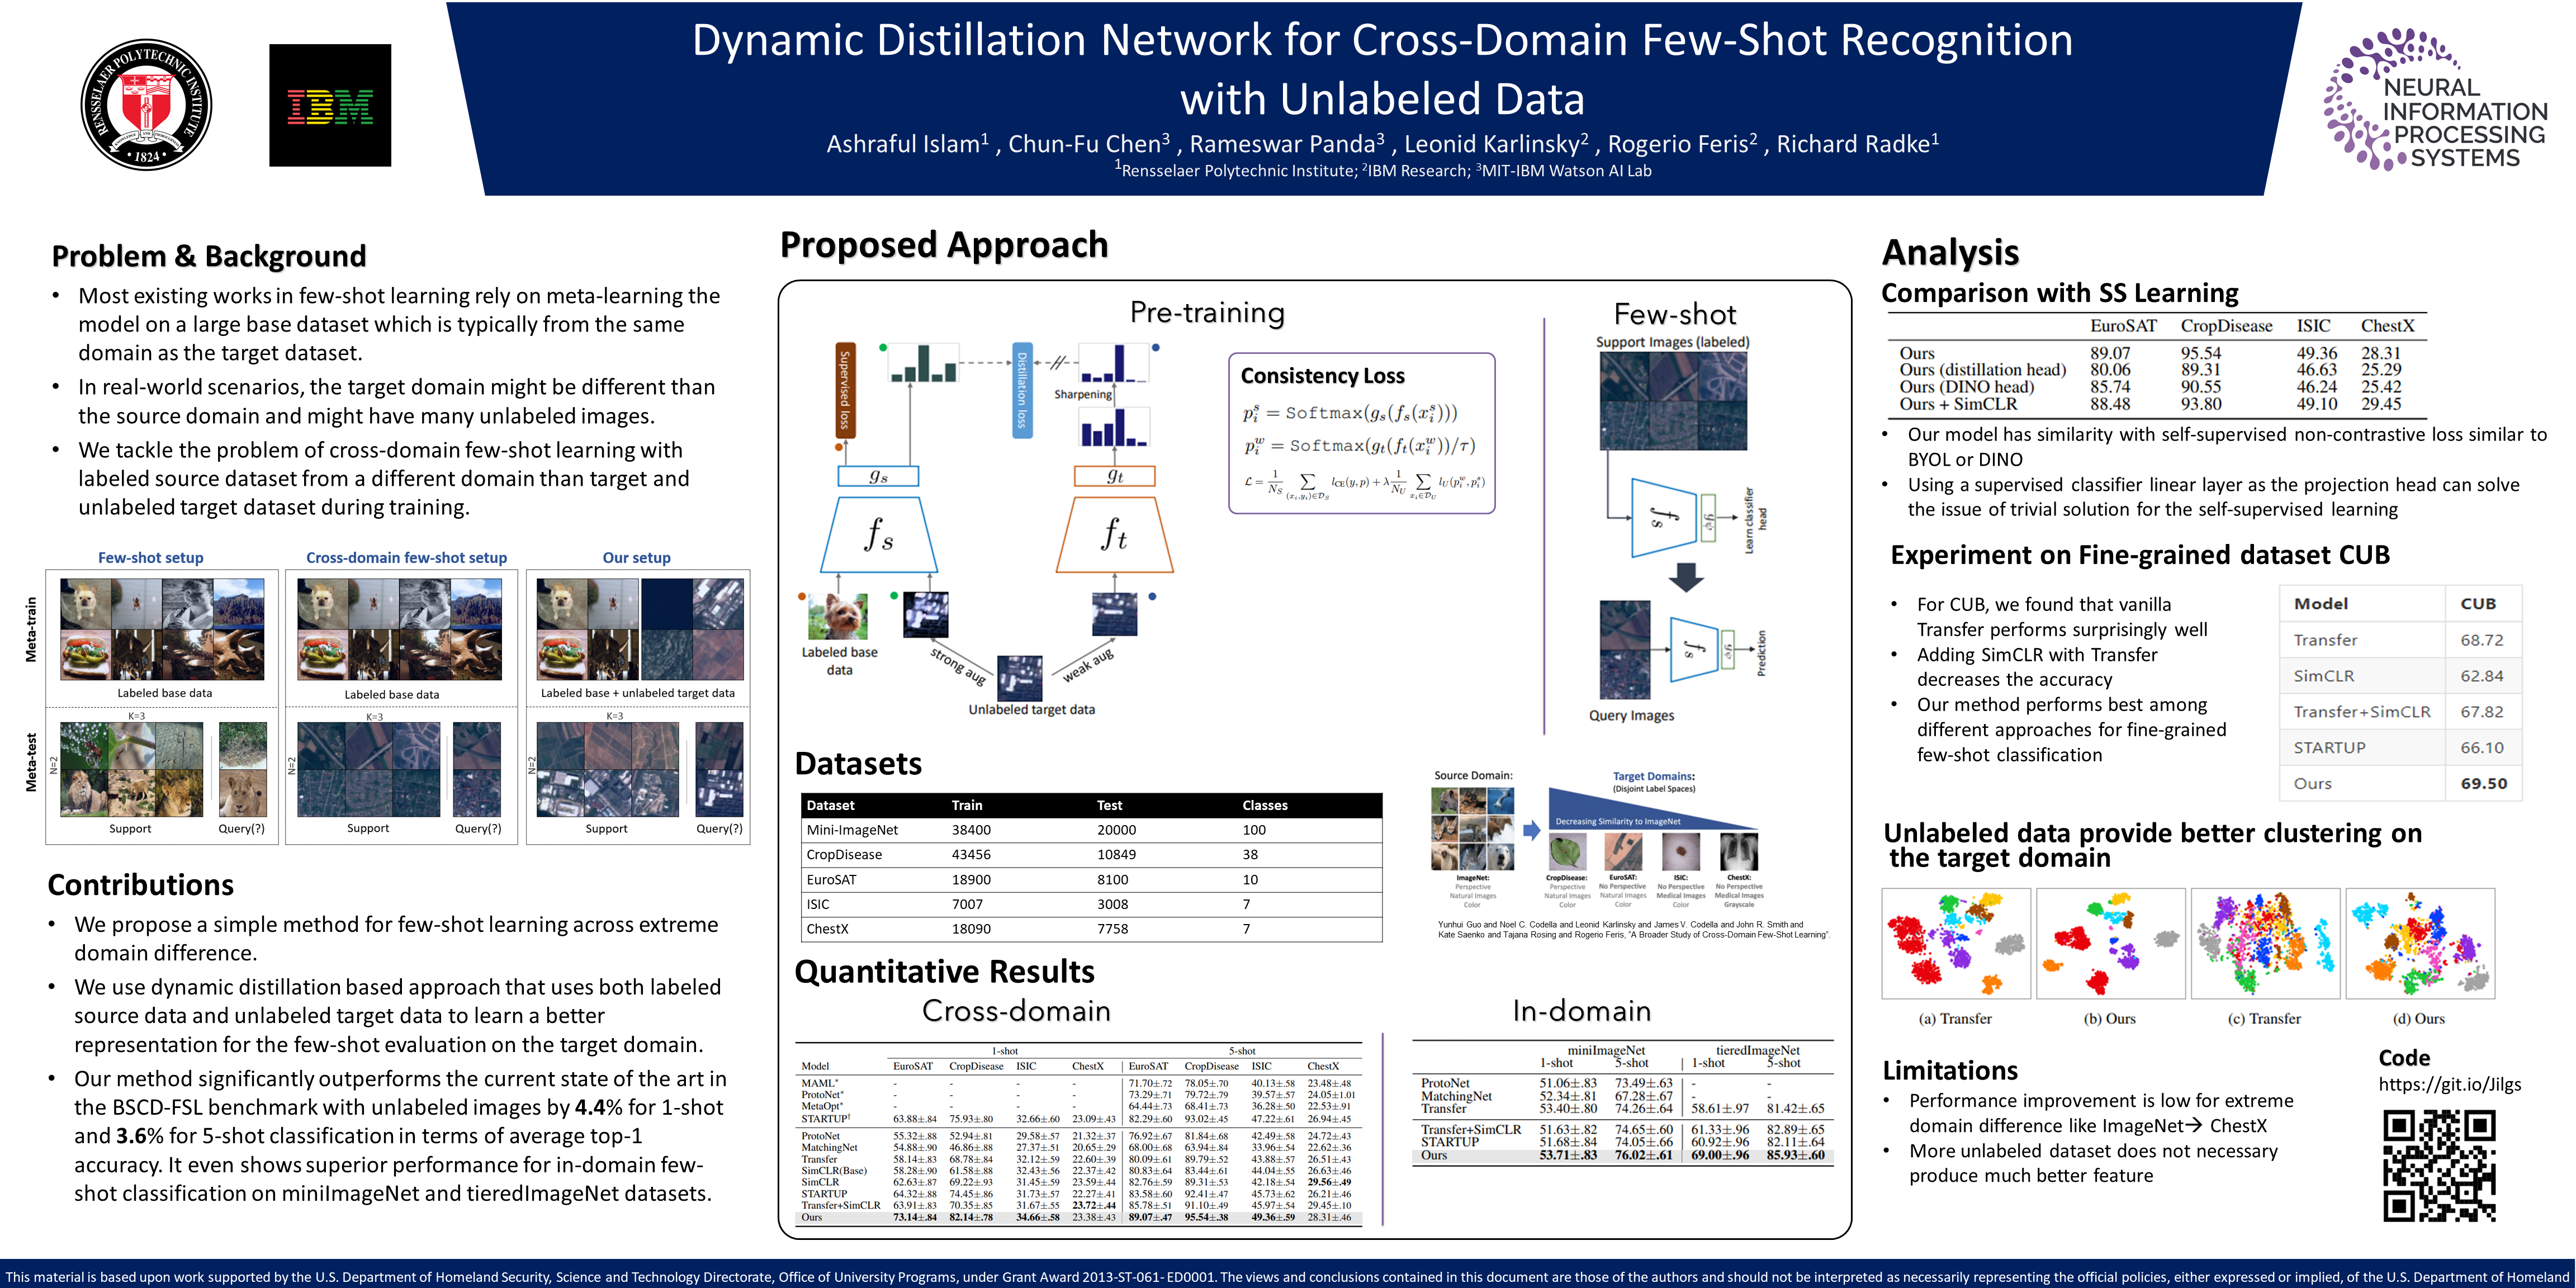 RENSSELAER POLYTECHNIC INSTITUTE
KNOWLEDGE AND THOROUGHNESS
• 1824 •
IBM
Dynamic Distillation Network for Cross-Domain Few-Shot Recognition
with Unlabeled Data
Ashraful Islam¹ , Chun-Fu Chen³ , Rameswar Panda³ , Leonid Karlinsky² , Rogerio Feris² , Richard Radke¹
¹Rensselaer Polytechnic Institute; ²IBM Research; ³MIT-IBM Watson AI Lab
NEURAL
INFORMATION
PROCESSING
SYSTEMS
Problem & Background
• Most existing works in few-shot learning rely on meta-learning the
model on a large base dataset which is typically from the same
domain as the target dataset.
• In real-world scenarios, the target domain might be different than
the source domain and might have many unlabeled images.
• We tackle the problem of cross-domain few-shot learning with
labeled source dataset from a different domain than target and
unlabeled target dataset during training.
Few-shot setup Cross-domain few-shot setup Our setup
Meta-train
Labeled base data Labeled base data Labeled base + unlabeled target data
Meta-test
K=3 K=3 K=3
N=2 N=2 N=2
Support Query(?) Support Query(?) Support Query(?)
Contributions
• We propose a simple method for few-shot learning across extreme
domain difference.
• We use dynamic distillation based approach that uses both labeled
source data and unlabeled target data to learn a better
representation for the few-shot evaluation on the target domain.
• Our method significantly outperforms the current state of the art in
the BSCD-FSL benchmark with unlabeled images by 4.4% for 1-shot
and 3.6% for 5-shot classification in terms of average top-1
accuracy. It even shows superior performance for in-domain few-
shot classification on miniImageNet and tieredImageNet datasets.
Proposed Approach
Pre-training
Supervised loss
Distillation loss
Sharpening
g_s
g_t
f_s
f_t
Labeled base
data
strong aug
weak aug
Unlabeled target data
Consistency Loss
p_i^s = Softmax(g_s(f_s(x_i^s)))
p_i^w = Softmax(g_t(f_t(x_i^w))/τ)
L = 1/N_S ∑_{(x_i,y_i)∈D_S} l_CE(y, p) + λ 1/N_U ∑_{x_i∈D_U} l_U(p_i^w, p_i^s)
Few-shot
Support Images (labeled)
f_s
Learn classifier
head
f_s
Prediction
Query Images
Datasets
Dataset Train Test Classes
Mini-ImageNet 38400 20000 100
CropDisease 43456 10849 38
EuroSAT 18900 8100 10
ISIC 7007 3008 7
ChestX 18090 7758 7
Source Domain: Target Domains:
(Disjoint Label Spaces)
Decreasing Similarity to ImageNet
ImageNet: CropDisease: EuroSAT: ISIC: ChestX:
Perspective Perspective No Perspective No Perspective No Perspective
Natural Images Natural Images Natural Images Medical Images Medical Images
Color Color Color Color Grayscale
Yunhui Guo and Noel C. Codella and Leonid Karlinsky and James V. Codella and John R. Smith and
Kate Saenko and Tajana Rosing and Rogerio Feris, "A Broader Study of Cross-Domain Few-Shot Learning".
Quantitative Results
Cross-domain
1-shot 5-shot
Model EuroSAT CropDisease ISIC ChestX EuroSAT CropDisease ISIC ChestX
MAML* - - - - 71.70±.72 78.05±.70 40.13±.58 23.48±.48
ProtoNet* - - - - 73.29±.71 79.72±.79 39.57±.57 24.05±1.01
MetaOpt* - - - - 64.44±.73 68.41±.73 36.28±.50 22.53±.91
STARTUP† 63.88±.84 75.93±.80 32.66±.60 23.09±.43 82.29±.60 93.02±.45 47.22±.61 26.94±.45
ProtoNet 55.32±.88 52.94±.81 29.58±.57 21.32±.37 76.92±.67 81.84±.68 42.49±.58 24.72±.43
MatchingNet 54.88±.90 46.86±.88 27.37±.51 20.65±.29 68.00±.68 63.94±.84 33.96±.54 22.62±.36
Transfer 58.14±.83 68.78±.84 32.12±.59 22.60±.39 80.09±.61 89.79±.52 43.88±.57 26.51±.43
SimCLR(Base) 58.28±.90 61.58±.88 32.43±.56 22.37±.42 80.83±.64 83.44±.61 44.04±.55 26.63±.46
SimCLR 62.63±.87 69.22±.93 31.45±.59 23.59±.44 82.76±.59 89.31±.53 42.18±.54 29.56±.49
STARTUP 64.32±.88 74.45±.86 31.73±.57 22.27±.41 83.58±.60 92.41±.47 45.73±.62 26.21±.46
Transfer+SimCLR 63.91±.83 70.35±.85 31.67±.55 23.72±.44 85.78±.51 91.10±.49 45.97±.54 29.45±.10
Ours 73.14±.84 82.14±.78 34.66±.58 23.38±.43 89.07±.47 95.54±.38 49.36±.59 28.31±.46
In-domain
miniImageNet tieredImageNet
1-shot 5-shot 1-shot 5-shot
ProtoNet 51.06±.83 73.49±.63 - -
MatchingNet 52.34±.81 67.28±.67 - -
Transfer 53.40±.80 74.26±.64 58.61±.97 81.42±.65
Transfer+SimCLR 51.63±.82 74.65±.60 61.33±.96 82.89±.65
STARTUP 51.68±.84 74.05±.66 60.92±.96 82.11±.64
Ours 53.71±.83 76.02±.61 69.00±.96 85.93±.60
Analysis
Comparison with SS Learning
EuroSAT CropDisease ISIC ChestX
Ours 89.07 95.54 49.36 28.31
Ours (distillation head) 80.06 89.31 46.63 25.29
Ours (DINO head) 85.74 90.55 46.24 25.42
Ours + SimCLR 88.48 93.80 49.10 29.45
• Our model has similarity with self-supervised non-contrastive loss similar to
BYOL or DINO
• Using a supervised classifier linear layer as the projection head can solve
the issue of trivial solution for the self-supervised learning
Experiment on Fine-grained dataset CUB
• For CUB, we found that vanilla
Transfer performs surprisingly well
• Adding SimCLR with Transfer
decreases the accuracy
• Our method performs best among
different approaches for fine-grained
few-shot classification
Model CUB
Transfer 68.72
SimCLR 62.84
Transfer+SimCLR 67.82
STARTUP 66.10
Ours 69.50
Unlabeled data provide better clustering on
the target domain
(a) Transfer (b) Ours (c) Transfer (d) Ours
Limitations
• Performance improvement is low for extreme
domain difference like ImageNet→ ChestX
• More unlabeled dataset does not necessary
produce much better feature
Code
https://git.io/Jilgs
This material is based upon work supported by the U.S. Department of Homeland Security, Science and Technology Directorate, Office of University Programs, under Grant Award 2013-ST-061- ED0001. The views and conclusions contained in this document are those of the authors and should not be interpreted as necessarily representing the official policies, either expressed or implied, of the U.S. Department of Homeland